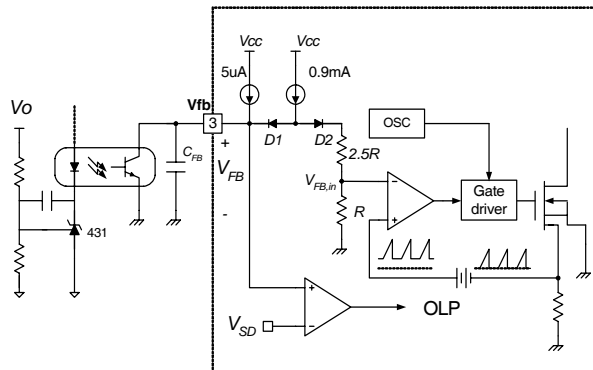 Vcc
Vcc
5uA
0.9mA
Vo
Vfb
3
OSC
D1
D2
+
2.5R
C_FB
V_FB
V_FB,in
-
R
+
Gate
driver
-
431
+
OLP
V_SD
-